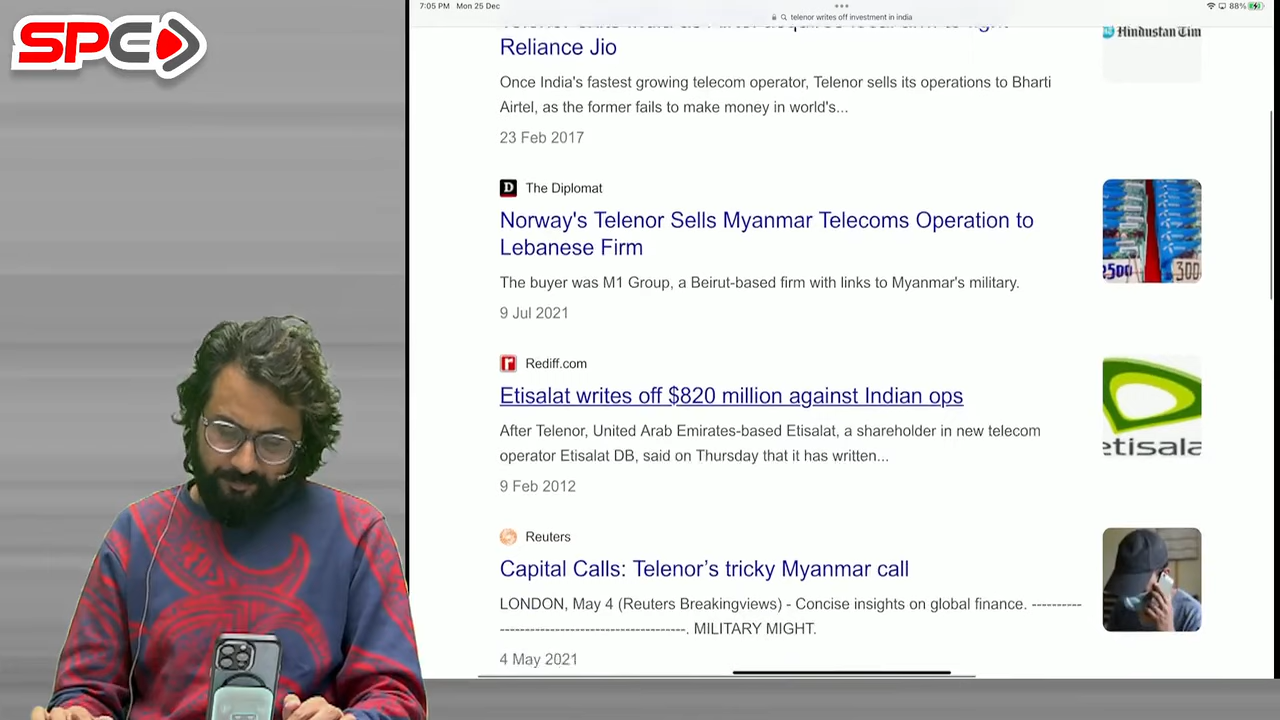 SPE
7:05 PM Mon 25 Dec
telenor writes off investment in india
88%
Reliance Jio
Hindustan Tim
Once India's fastest growing telecom operator, Telenor sells its operations to Bharti
Airtel, as the former fails to make money in world's...
23 Feb 2017
D The Diplomat
Norway's Telenor Sells Myanmar Telecoms Operation to
Lebanese Firm
The buyer was M1 Group, a Beirut-based firm with links to Myanmar's military.
9 Jul 2021
2500
300
r Rediff.com
Etisalat writes off $820 million against Indian ops
After Telenor, United Arab Emirates-based Etisalat, a shareholder in new telecom
operator Etisalat DB, said on Thursday that it has written...
9 Feb 2012
etisala
Reuters
Capital Calls: Telenor’s tricky Myanmar call
LONDON, May 4 (Reuters Breakingviews) - Concise insights on global finance. ----------
-------------------------------------. MILITARY MIGHT.
4 May 2021